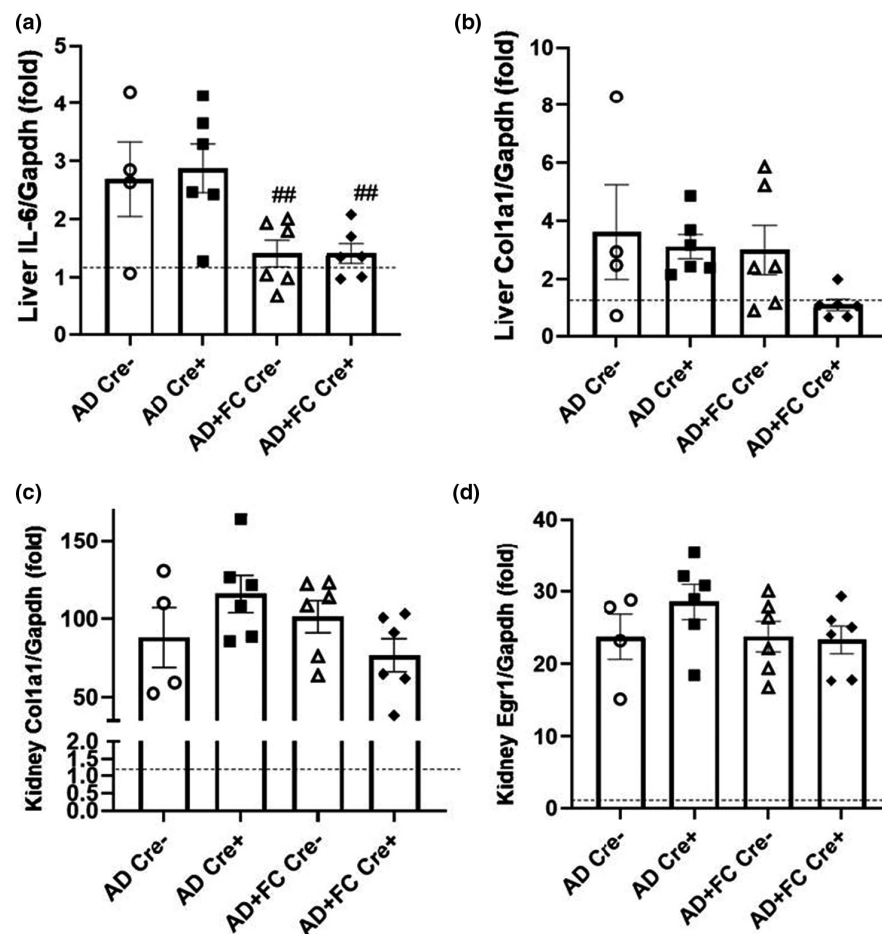 (a)
Liver IL-6/Gapdh (fold)
5
4
3
2
1
0
##
##
AD Cre-
AD Cre+
AD+FC Cre-
AD+FC Cre+
(b)
Liver Col1a1/Gapdh (fold)
10
8
6
4
2
0
AD Cre-
AD Cre+
AD+FC Cre-
AD+FC Cre+
(c)
Kidney Col1a1/Gapdh (fold)
150
100
50
2.0
1.5
1.0
0.5
0.0
AD Cre-
AD Cre+
AD+FC Cre-
AD+FC Cre+
(d)
Kidney Egr1/Gapdh (fold)
40
30
20
10
0
AD Cre-
AD Cre+
AD+FC Cre-
AD+FC Cre+